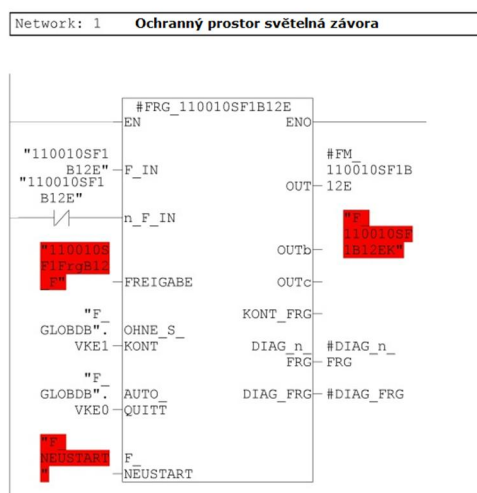 Network: 1 Ochranný prostor světelná závora
#FRG_110010SF1B12E
EN ENO
"110010SF1
B12E" F_IN
#FM_
110010SF1B
OUT 12E
"110010SF1
B12E"
n_F_IN
"F_
110010SF
OUTb 1B12EK"
"110010S
F1FrgB12
_F" FREIGABE
OUTc
"F_
GLOBDB". OHNE_S_
VKE1 KONT
KONT_FRG
DIAG_n_ #DIAG_n_
FRG FRG
"F_
GLOBDB". AUTO_
VKE0 QUITT
DIAG_FRG #DIAG_FRG
"F_
NEUSTART F_
" NEUSTART